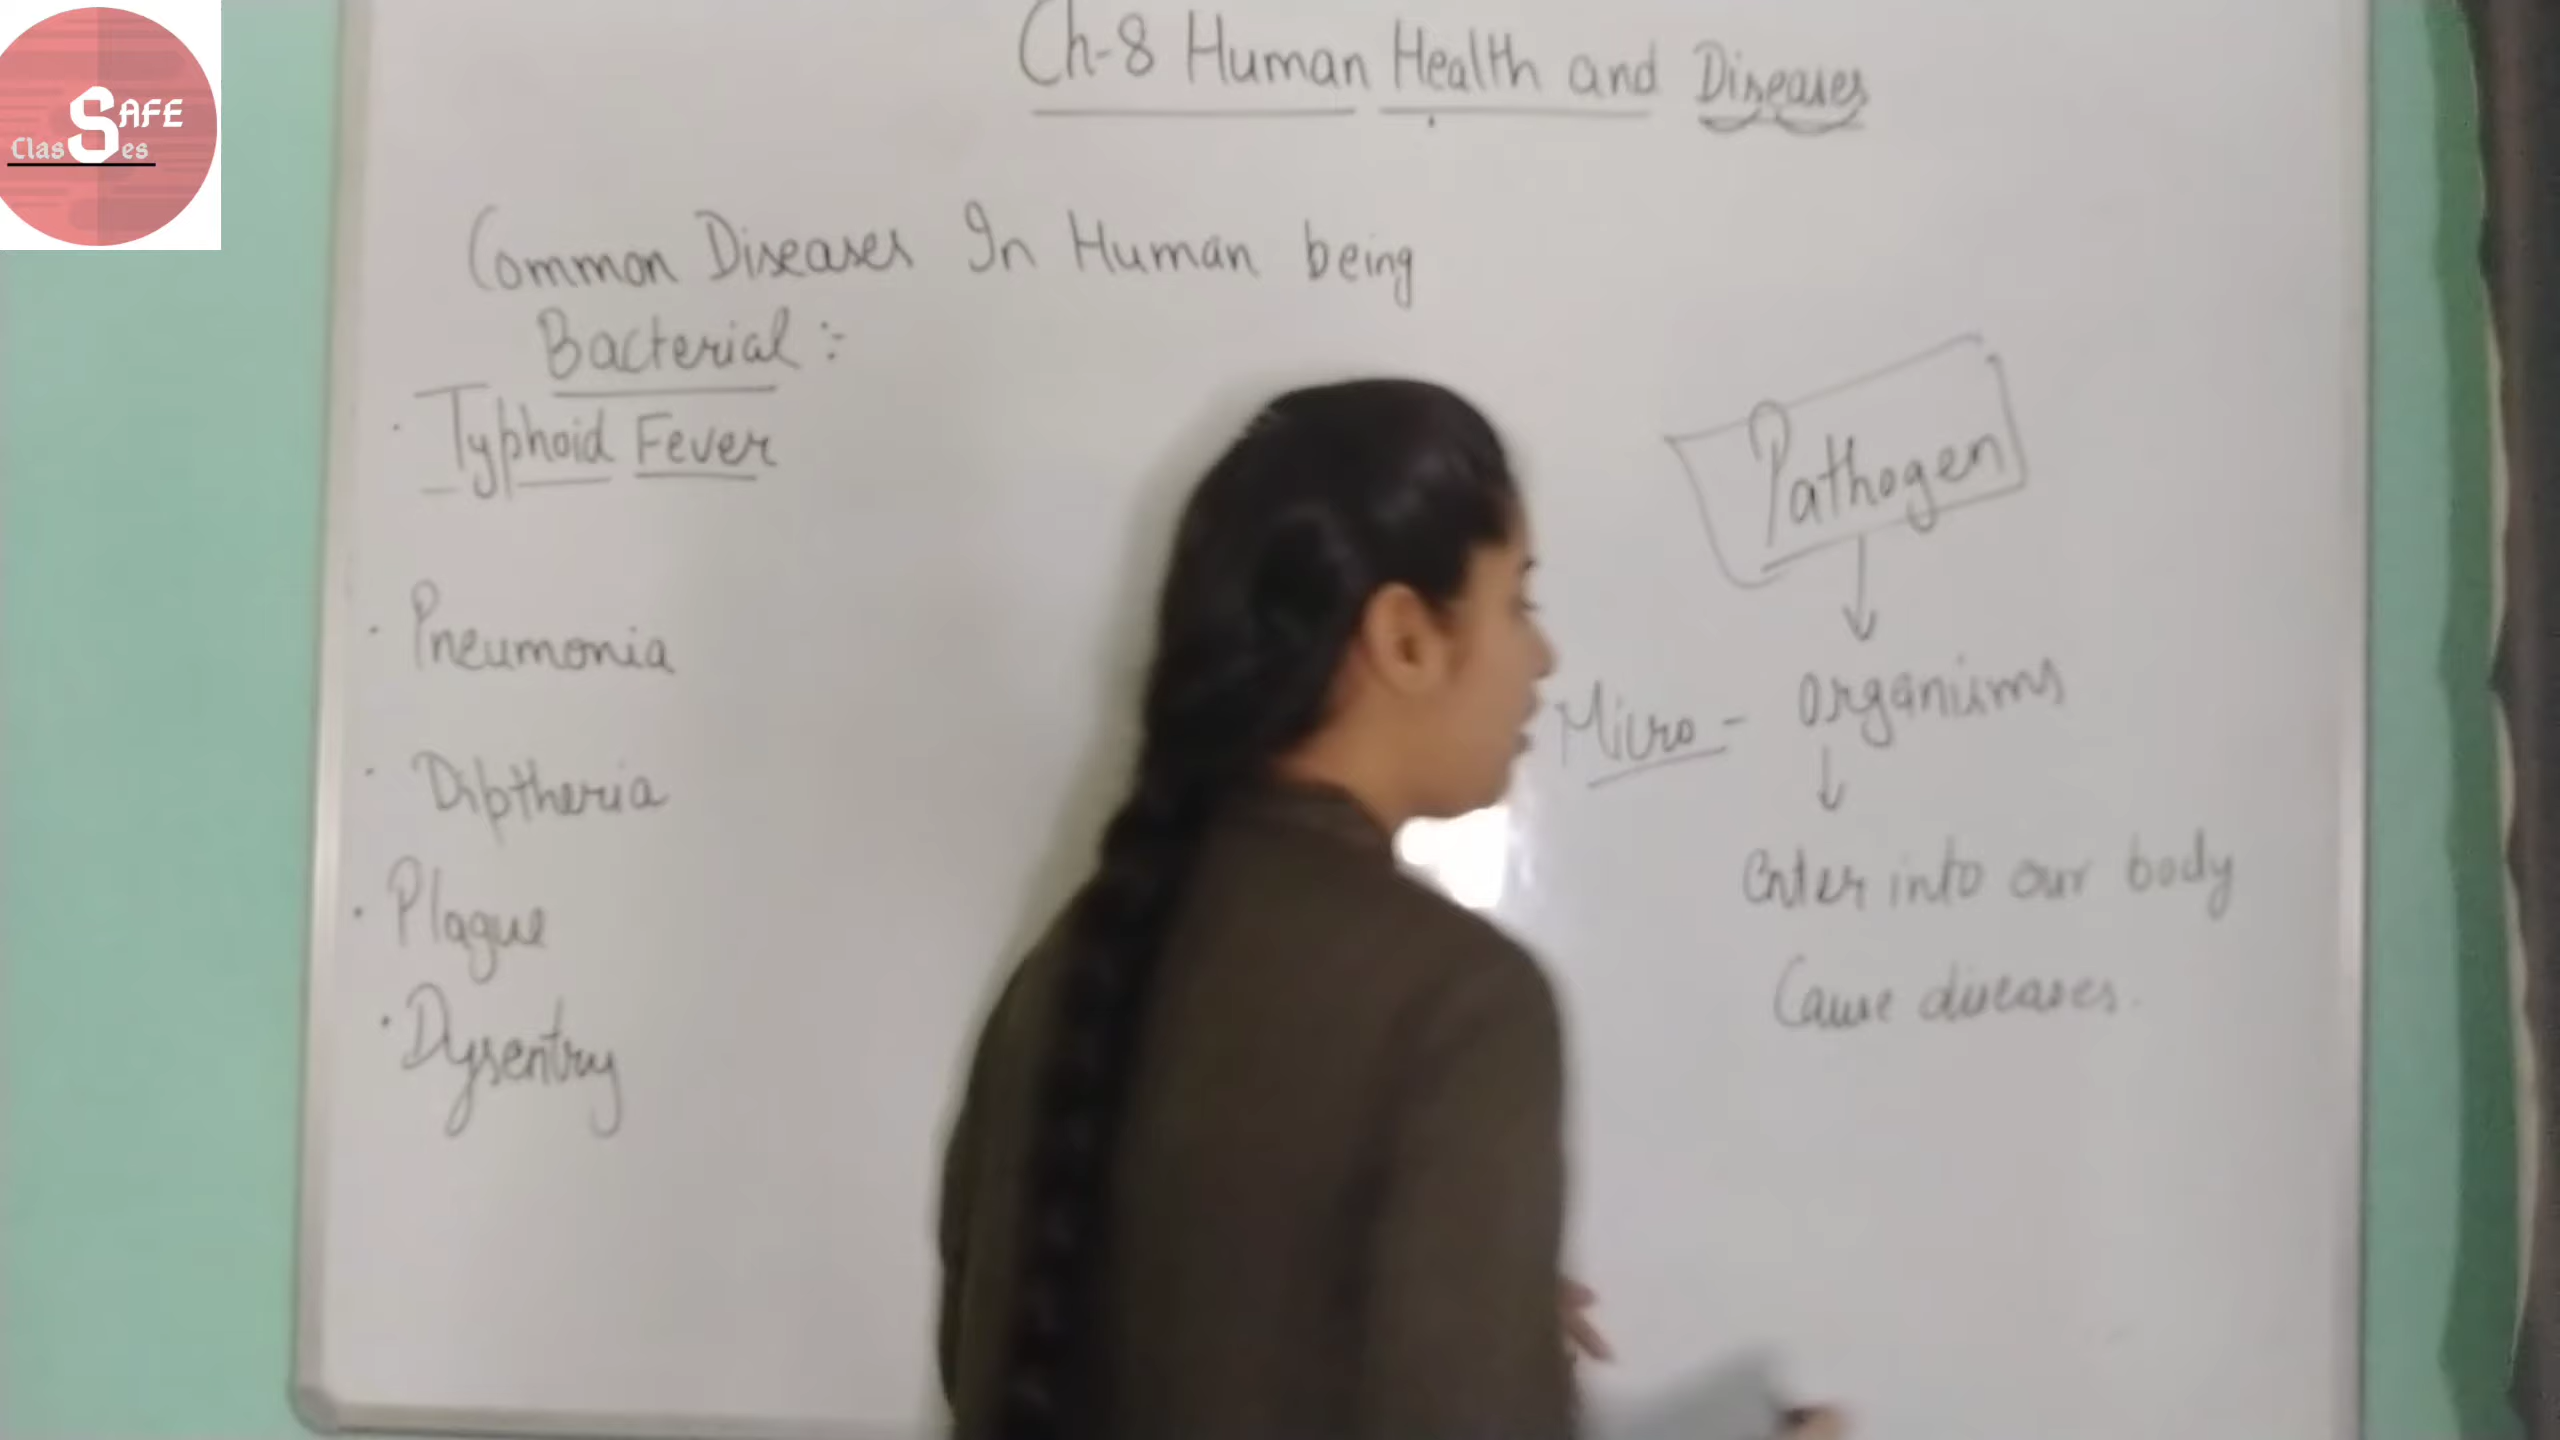 SAFE
Classes
Ch-8 Human Health and Diseases
Common Diseases In Human being
Bacterial :-
· Typhoid Fever
· Pneumonia
· Diptheria
· Plague
· Dysentry
Pathogen
Micro - organisms
Enter into our body
Cause diseases.